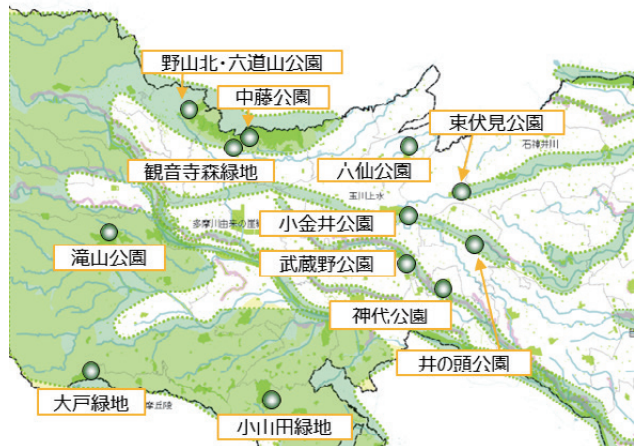 野山北・六道山公園
中藤公園
東伏見公園
石神井川
観音寺森緑地
六仙公園
玉川上水
小金井公園
滝山公園
武蔵野公園
神代公園
井の頭公園
大戸緑地
小山田緑地